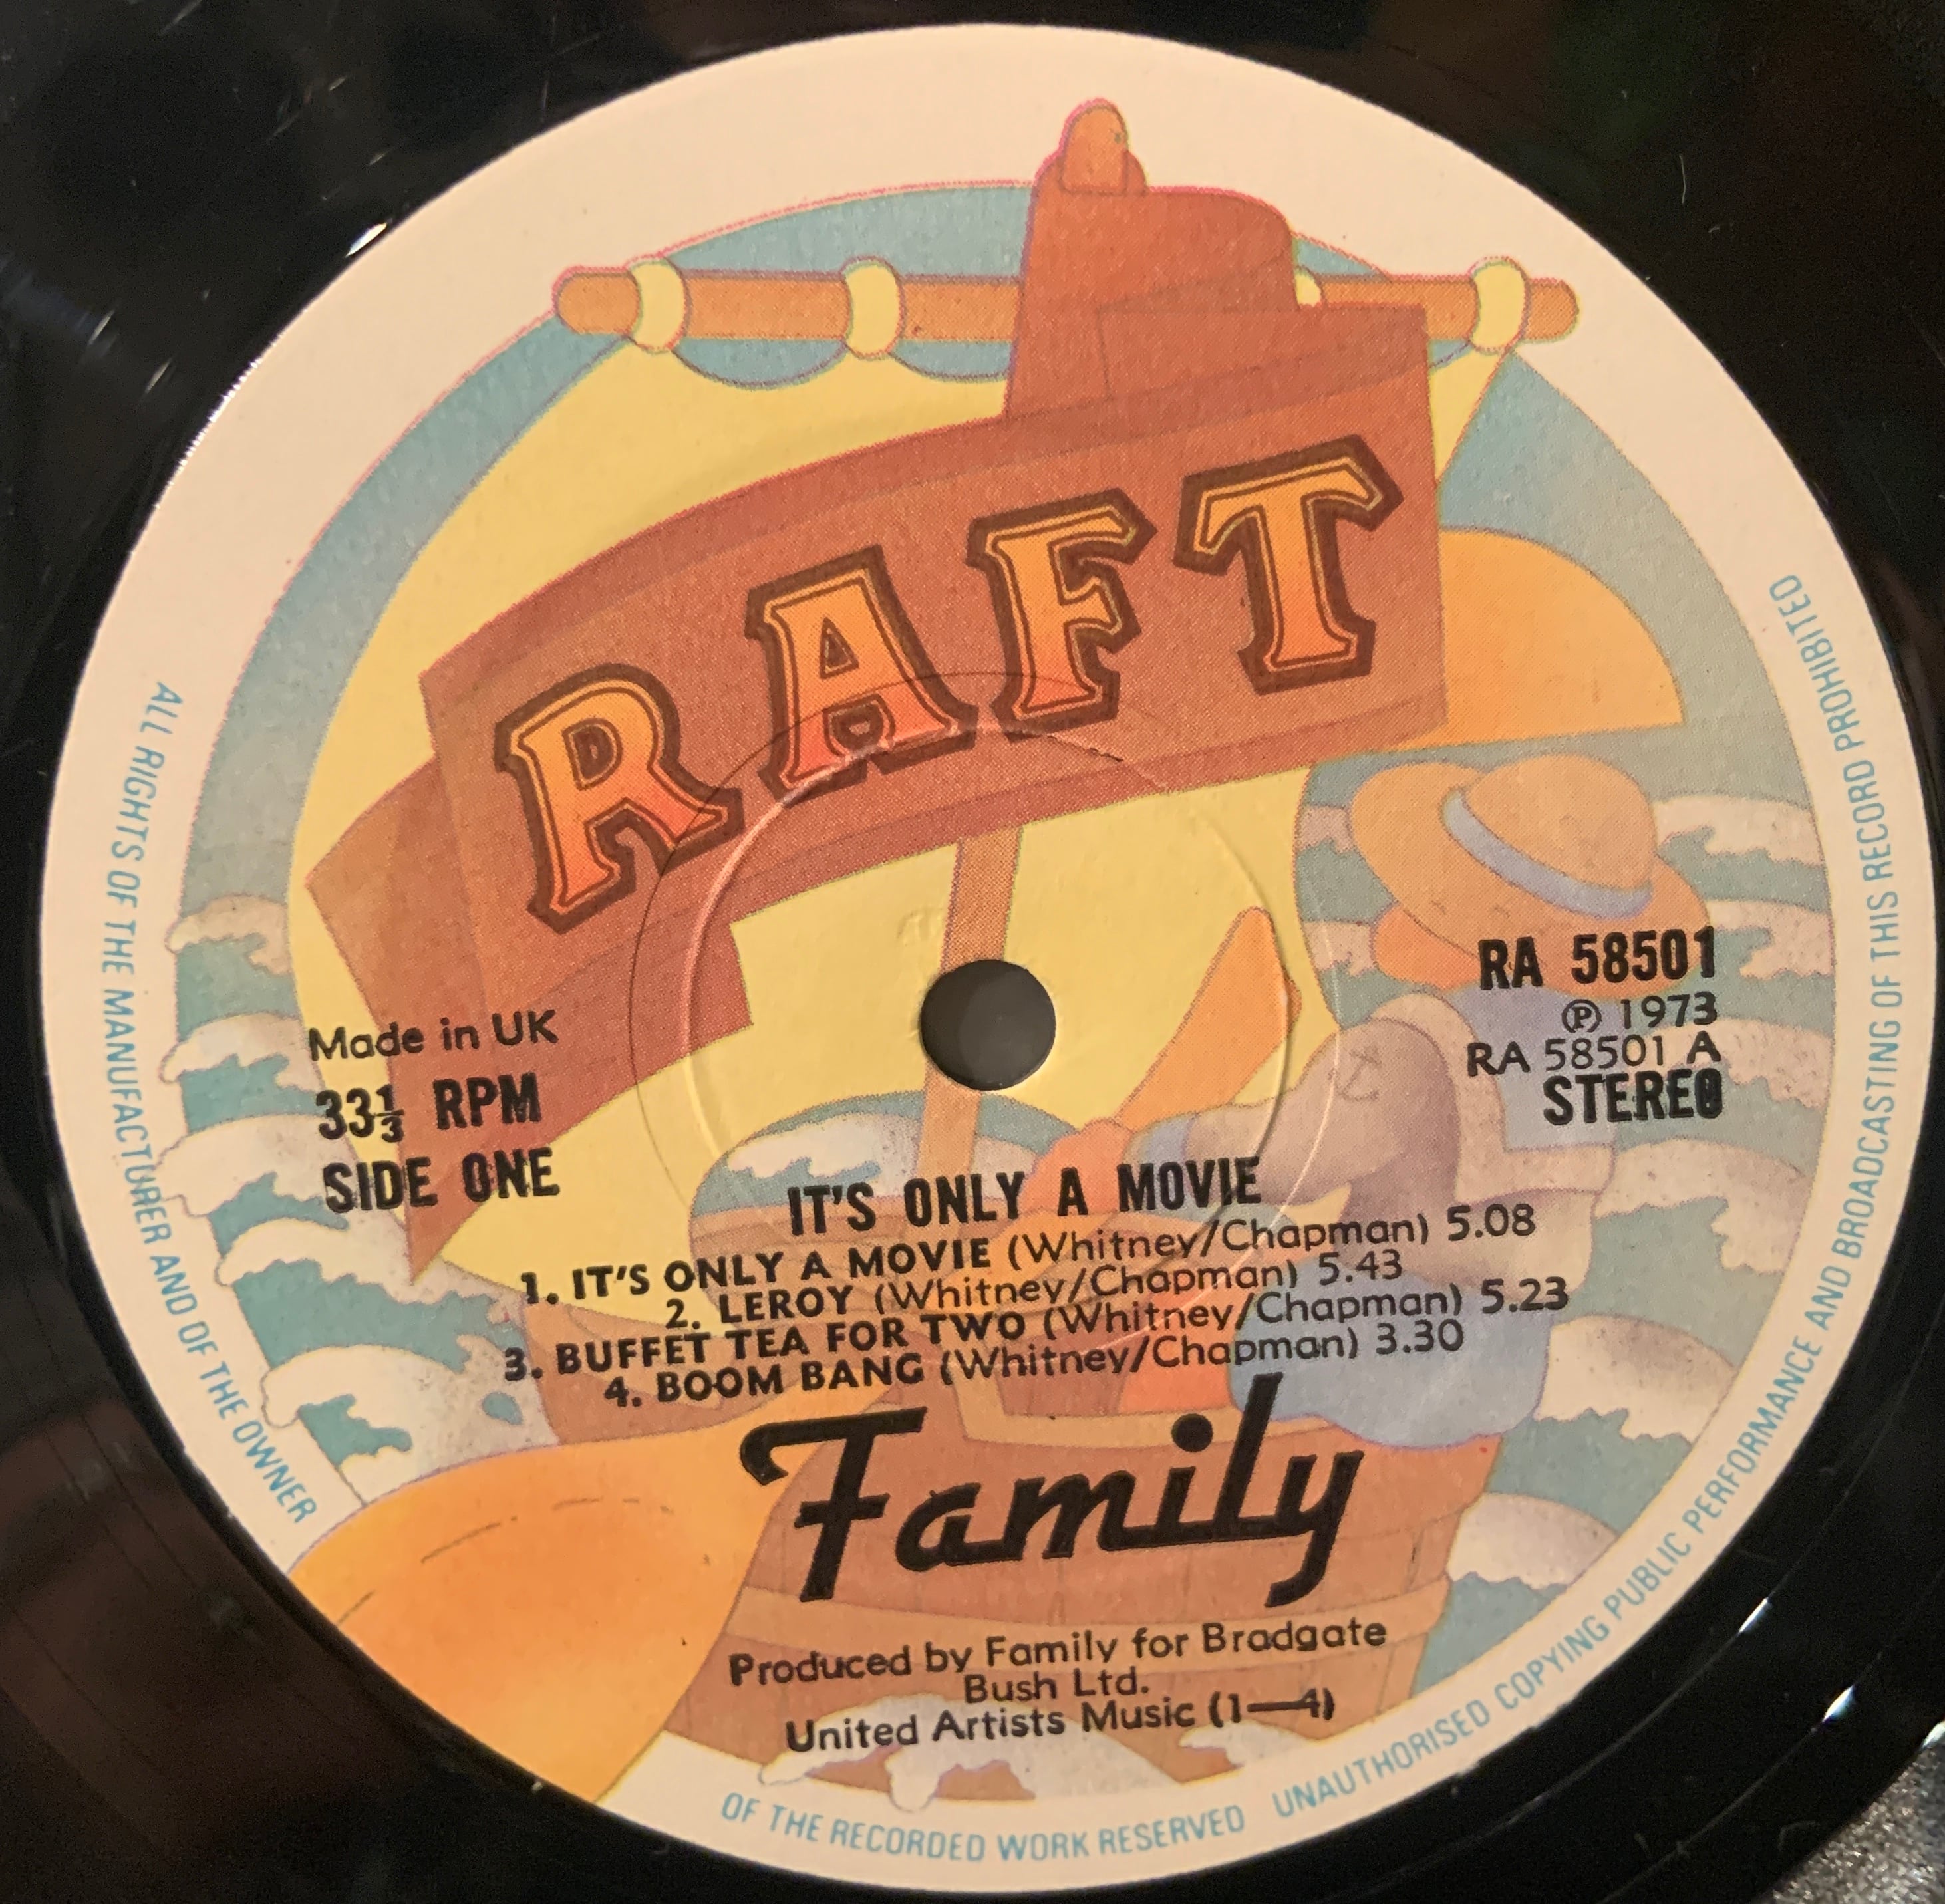 RAFT
Made in UK
33⅓ RPM
SIDE ONE
RA 58501
Ⓟ 1973
RA 58501 A
STEREO
IT'S ONLY A MOVIE
1. IT'S ONLY A MOVIE (Whitney/Chapman) 5.08
2. LEROY (Whitney/Chapman) 5.43
3. BUFFET TEA FOR TWO (Whitney/Chapman) 5.23
4. BOOM BANG (Whitney/Chapman) 3.30
Family
Produced by Family for Bradgate
Bush Ltd.
United Artists Music (1—4)
ALL RIGHTS OF THE MANUFACTURER AND OF THE OWNER
OF THE RECORDED WORK RESERVED UNAUTHORISED COPYING PUBLIC PERFORMANCE AND BROADCASTING OF THIS RECORD PROHIBITED